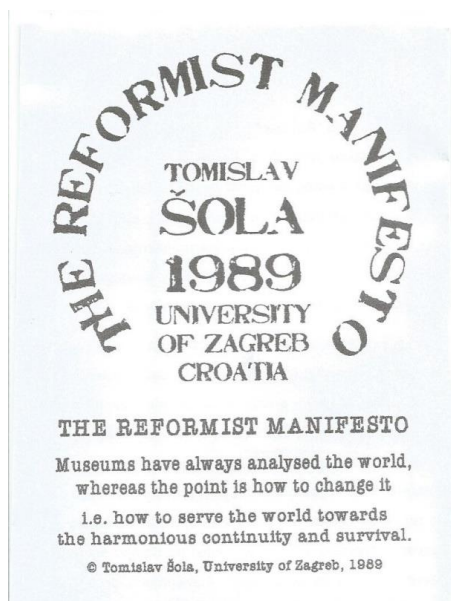 THE REFORMIST MANIFESTO
TOMISLAV
ŠOLA
1989
UNIVERSITY
OF ZAGREB
CROATIA
THE REFORMIST MANIFESTO
Museums have always analysed the world,
whereas the point is how to change it
i.e. how to serve the world towards
the harmonious continuity and survival.
© Tomislav Šola, University of Zagreb, 1989